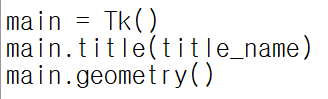 main = Tk()
main.title(title_name)
main.geometry()